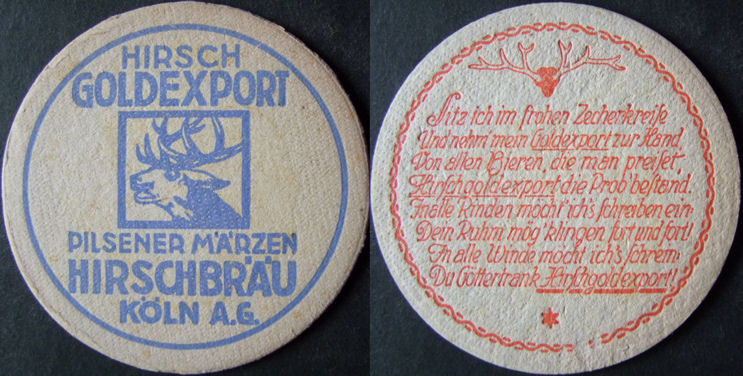 HIRSCH
GOLDEXPORT
PILSENER MÄRZEN
HIRSCHBRÄU
KÖLN A.G.
Sitz ich im frohen Zecherkreise
Und nehm' mein Goldexport zur Hand,
Von allen Bieren, die man preiset,
Hirschgoldexport die Prob' bestand.
In alle Rinden möcht' ich's schreiben ein:
Dein Ruhm mög' klingen fort und fort!
In alle Winde möcht ich's schrein:
Du Göttertrank Hirschgoldexport!